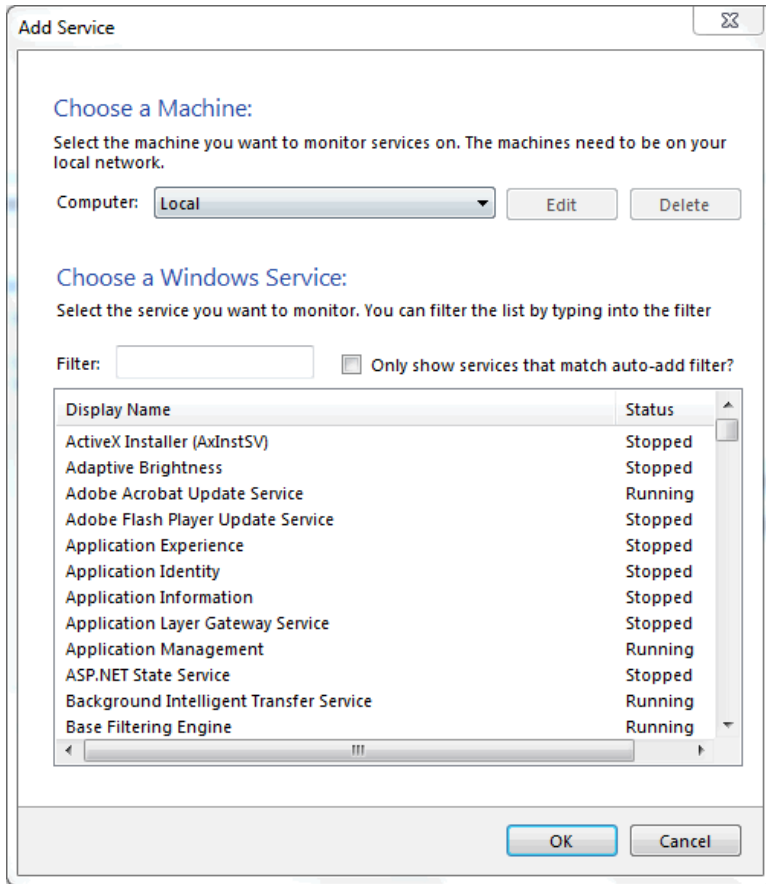 Add Service
Choose a Machine:
Select the machine you want to monitor services on. The machines need to be on your
local network.
Computer: Local Edit Delete
Choose a Windows Service:
Select the service you want to monitor. You can filter the list by typing into the filter
Filter: Only show services that match auto-add filter?
Display Name Status
ActiveX Installer (AxInstSV) Stopped
Adaptive Brightness Stopped
Adobe Acrobat Update Service Running
Adobe Flash Player Update Service Stopped
Application Experience Stopped
Application Identity Stopped
Application Information Stopped
Application Layer Gateway Service Stopped
Application Management Running
ASP.NET State Service Stopped
Background Intelligent Transfer Service Running
Base Filtering Engine Running
OK Cancel